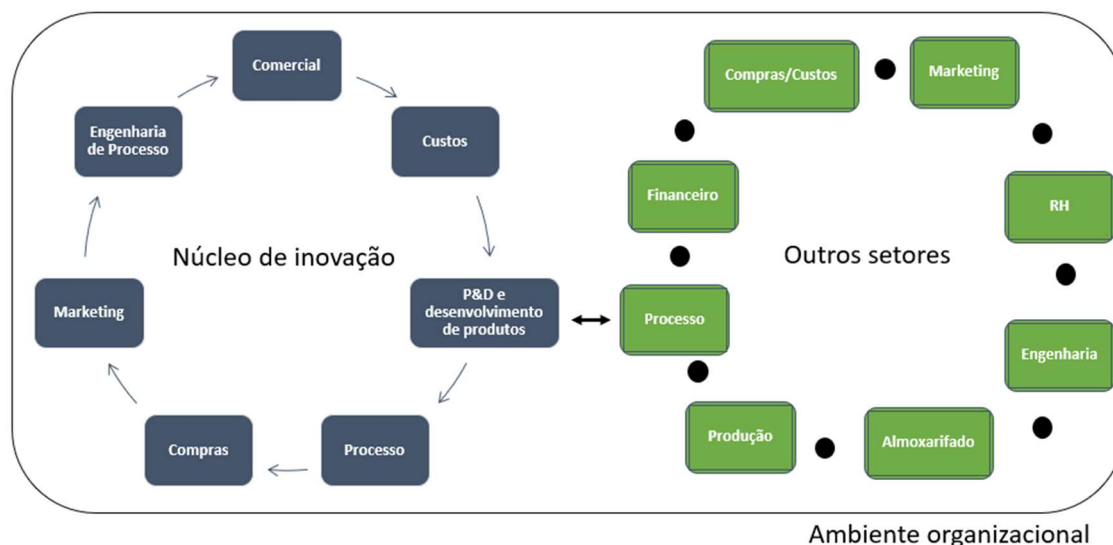 Comercial
Custos
P&D e
desenvolvimento
de produtos
Processo
Compras
Marketing
Engenharia
de Processo
Núcleo de inovação
Compras/Custos
Marketing
RH
Engenharia
Almoxarifado
Produção
Processo
Financeiro
Outros setores
Ambiente organizacional